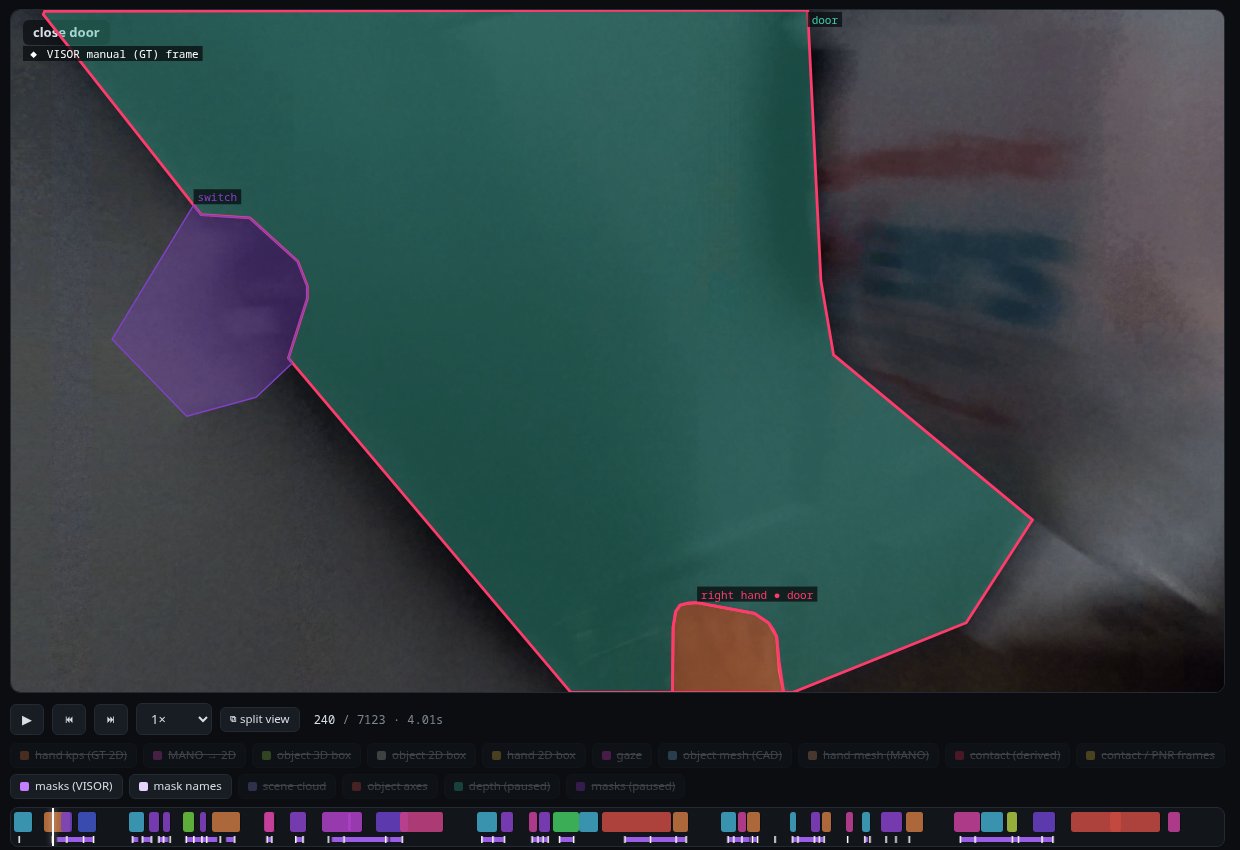 close door
◆ VISOR manual (GT) frame
door
switch
right hand • door
1×
split view
240 / 7123 · 4.01s
hand kps (GT 2D)
MANO → 2D
object 3D box
object 2D box
hand 2D box
gaze
object mesh (CAD)
hand mesh (MANO)
contact (derived)
contact / PNR frames
masks (VISOR)
mask names
scene cloud
object axes
depth (paused)
masks (paused)